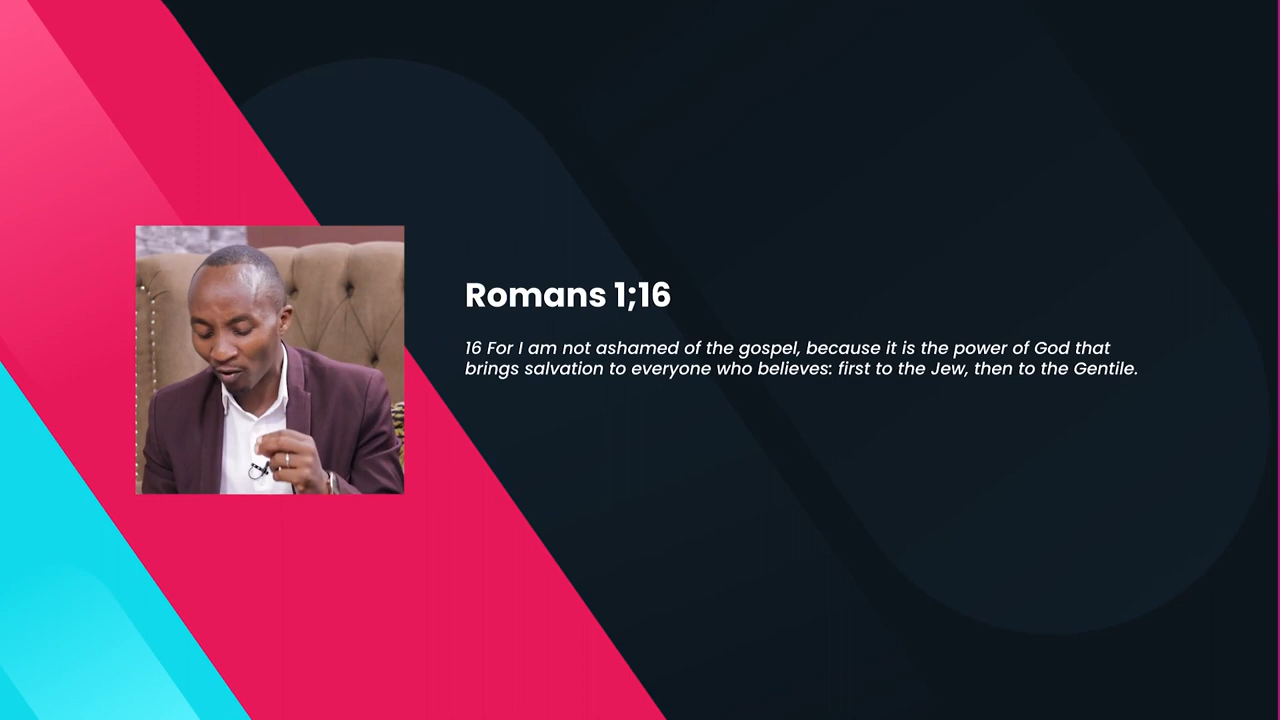 Romans 1;16
16 For I am not ashamed of the gospel, because it is the power of God that
brings salvation to everyone who believes: first to the Jew, then to the Gentile.